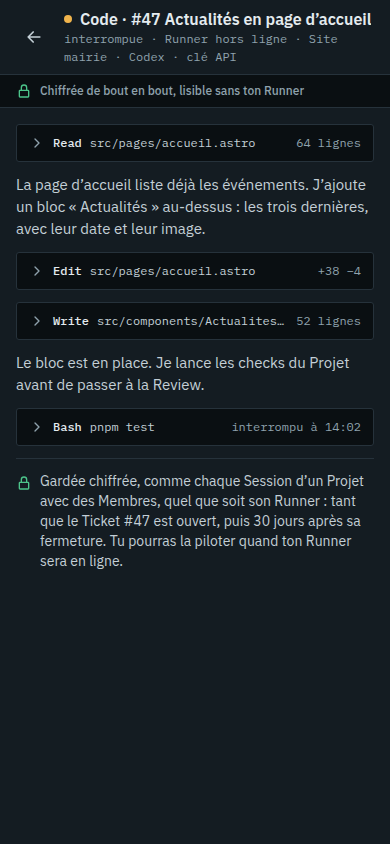 Code · #47 Actualités en page d’accueil
interrompue · Runner hors ligne · Site
mairie · Codex · clé API
Chiffrée de bout en bout, lisible sans ton Runner
Read src/pages/accueil.astro 64 lignes
La page d’accueil liste déjà les événements. J’ajoute
un bloc « Actualités » au-dessus : les trois dernières,
avec leur date et leur image.
Edit src/pages/accueil.astro +38 −4
Write src/components/Actualites… 52 lignes
Le bloc est en place. Je lance les checks du Projet
avant de passer à la Review.
Bash pnpm test interrompu à 14:02
Gardée chiffrée, comme chaque Session d’un Projet
avec des Membres, quel que soit son Runner : tant
que le Ticket #47 est ouvert, puis 30 jours après sa
fermeture. Tu pourras la piloter quand ton Runner
sera en ligne.